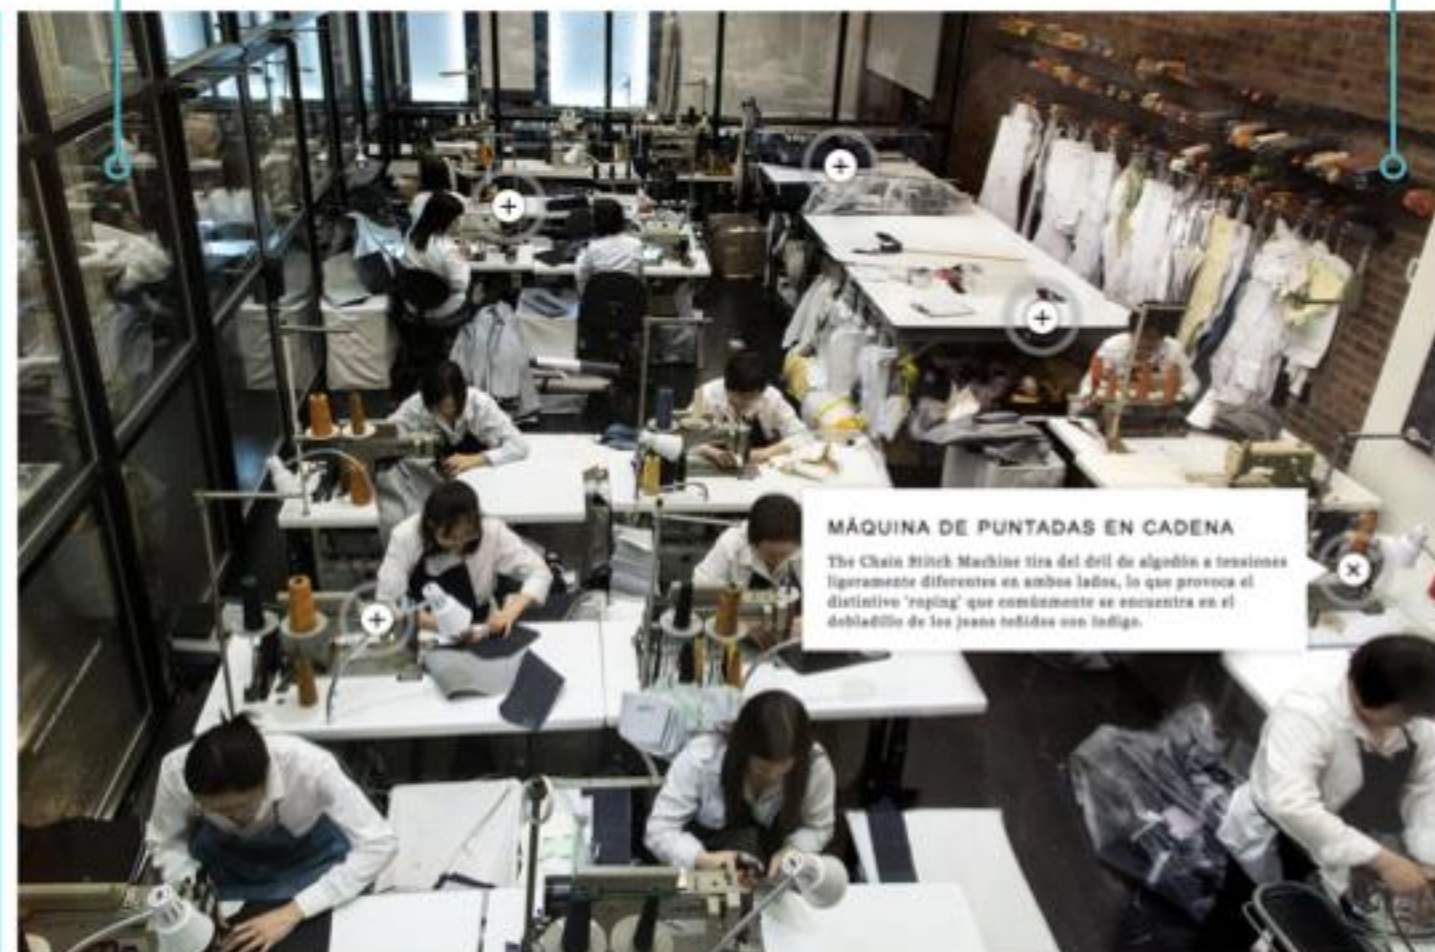 MÁQUINA DE PUNTADAS EN CADENA
The Chain Stitch Machine tira del dril de algodón a tensiones
ligeramente diferentes en ambos lados, lo que provoca el
distintivo 'roping' que comúnmente se encuentra en el
dobladillo de los jeans teñidos con índigo.